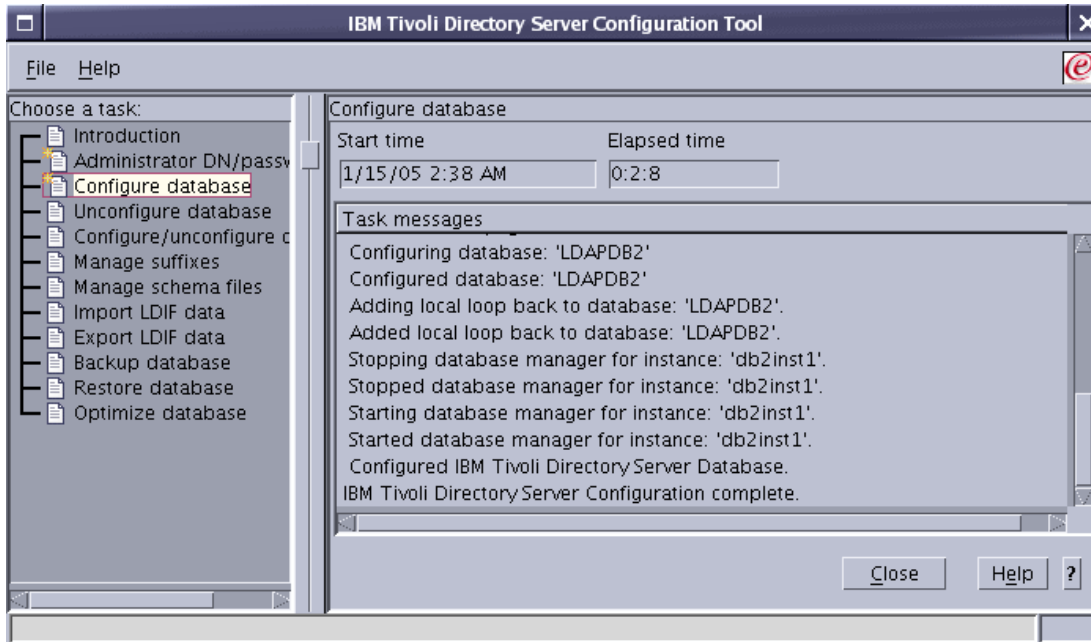 IBM Tivoli Directory Server Configuration Tool
File Help
Choose a task:
Introduction
Administrator DN/passw
Configure database
Unconfigure database
Configure/unconfigure c
Manage suffixes
Manage schema files
Import LDIF data
Export LDIF data
Backup database
Restore database
Optimize database
Configure database
Start time Elapsed time
1/15/05 2:38 AM 0:2:8
Task messages
Configuring database: 'LDAPDB2'
Configured database: 'LDAPDB2'
Adding local loop back to database: 'LDAPDB2'.
Added local loop back to database: 'LDAPDB2'.
Stopping database manager for instance: 'db2inst1'.
Stopped database manager for instance: 'db2inst1'.
Starting database manager for instance: 'db2inst1'.
Started database manager for instance: 'db2inst1'.
Configured IBM Tivoli Directory Server Database.
IBM Tivoli Directory Server Configuration complete.
Close Help ?